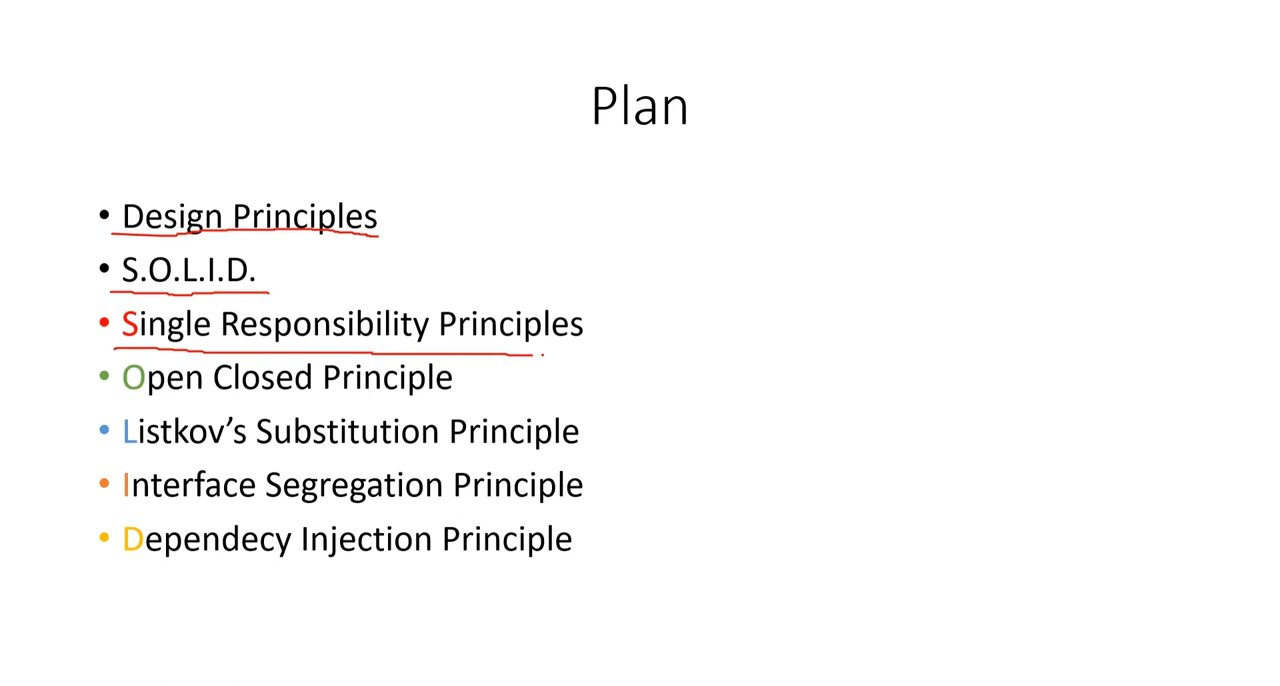 Plan
• Design Principles
• S.O.L.I.D.
• Single Responsibility Principles
• Open Closed Principle
• Listkov’s Substitution Principle
• Interface Segregation Principle
• Dependecy Injection Principle